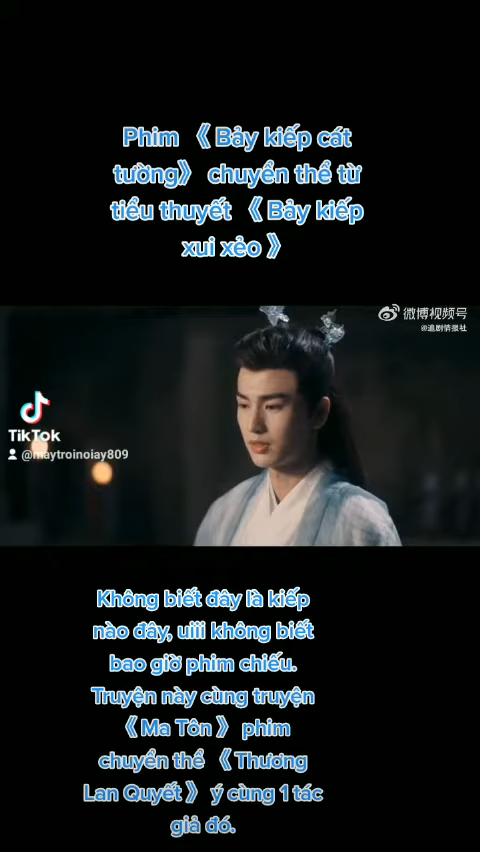 Phim 《 Bảy kiếp cát
tường》 chuyển thể từ
tiểu thuyết 《 Bảy kiếp
xui xẻo 》
微博视频号
@追剧情报社
TikTok
@maytroinoiay809
Không biết đây là kiếp
nào đây, uiii không biết
bao giờ phim chiếu.
Truyện này cùng truyện
《 Ma Tôn 》 phim
chuyển thể 《 Thương
Lan Quyết 》 ý cùng 1 tác
giả đó.